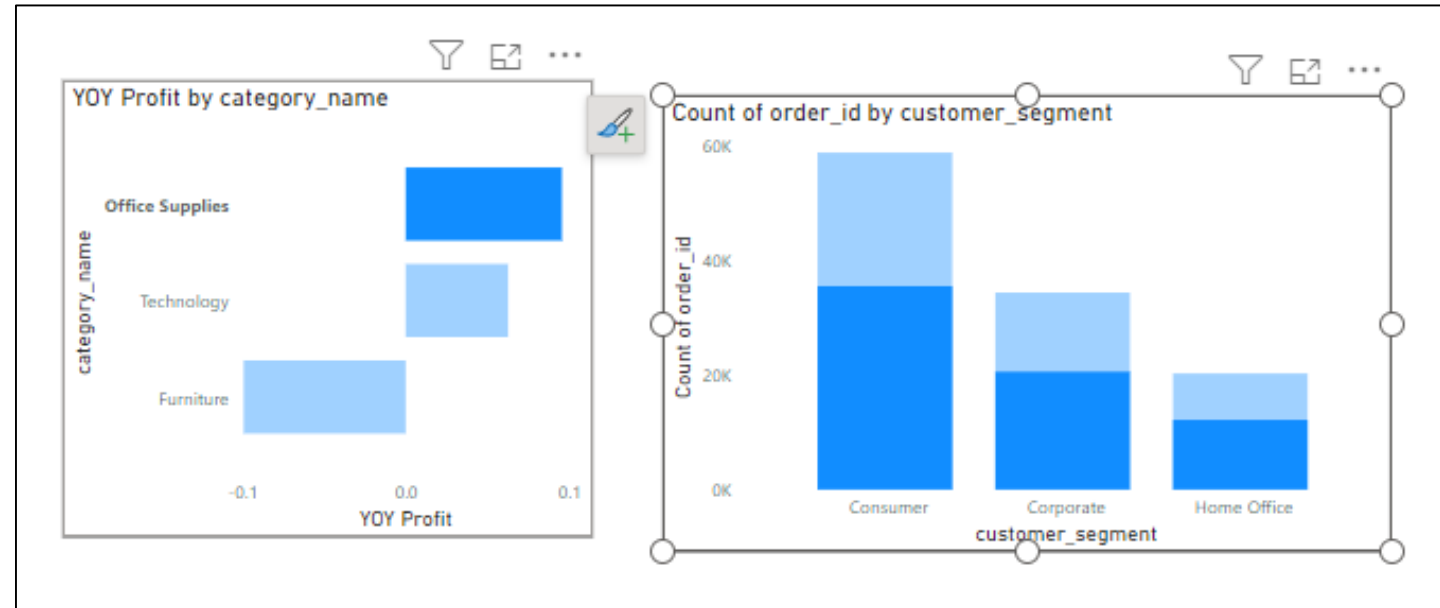 YOY Profit by category_name
category_name
Office Supplies
Technology
Furniture
-0.1
0.0
0.1
YOY Profit
Count of order_id by customer_segment
Count of order_id
60K
40K
20K
0K
Consumer
Corporate
Home Office
customer_segment